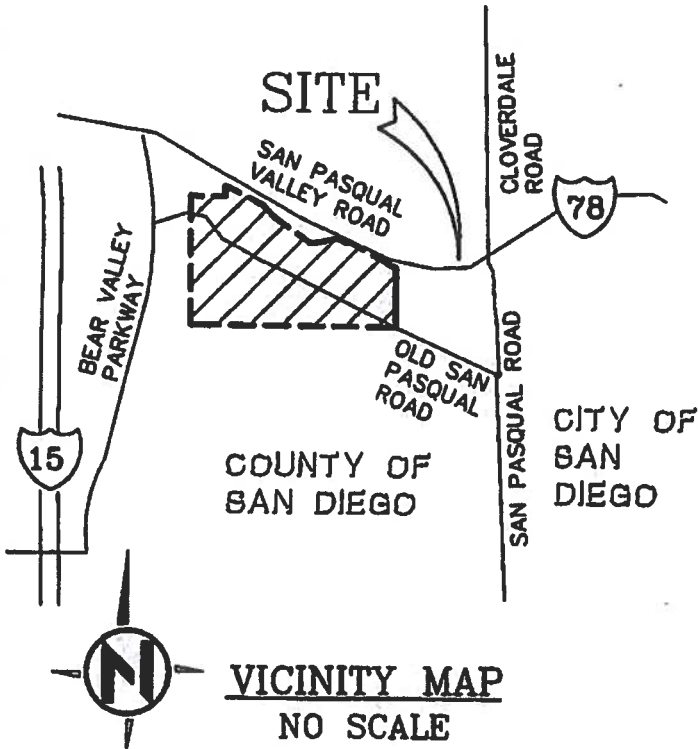 SITE
CLOVERDALE
ROAD
SAN PASQUAL
VALLEY ROAD
78
BEAR VALLEY
PARKWAY
OLD SAN
PASQUAL
ROAD
SAN PASQUAL ROAD
15
COUNTY OF
SAN DIEGO
CITY OF
SAN
DIEGO
N
VICINITY MAP
NO SCALE